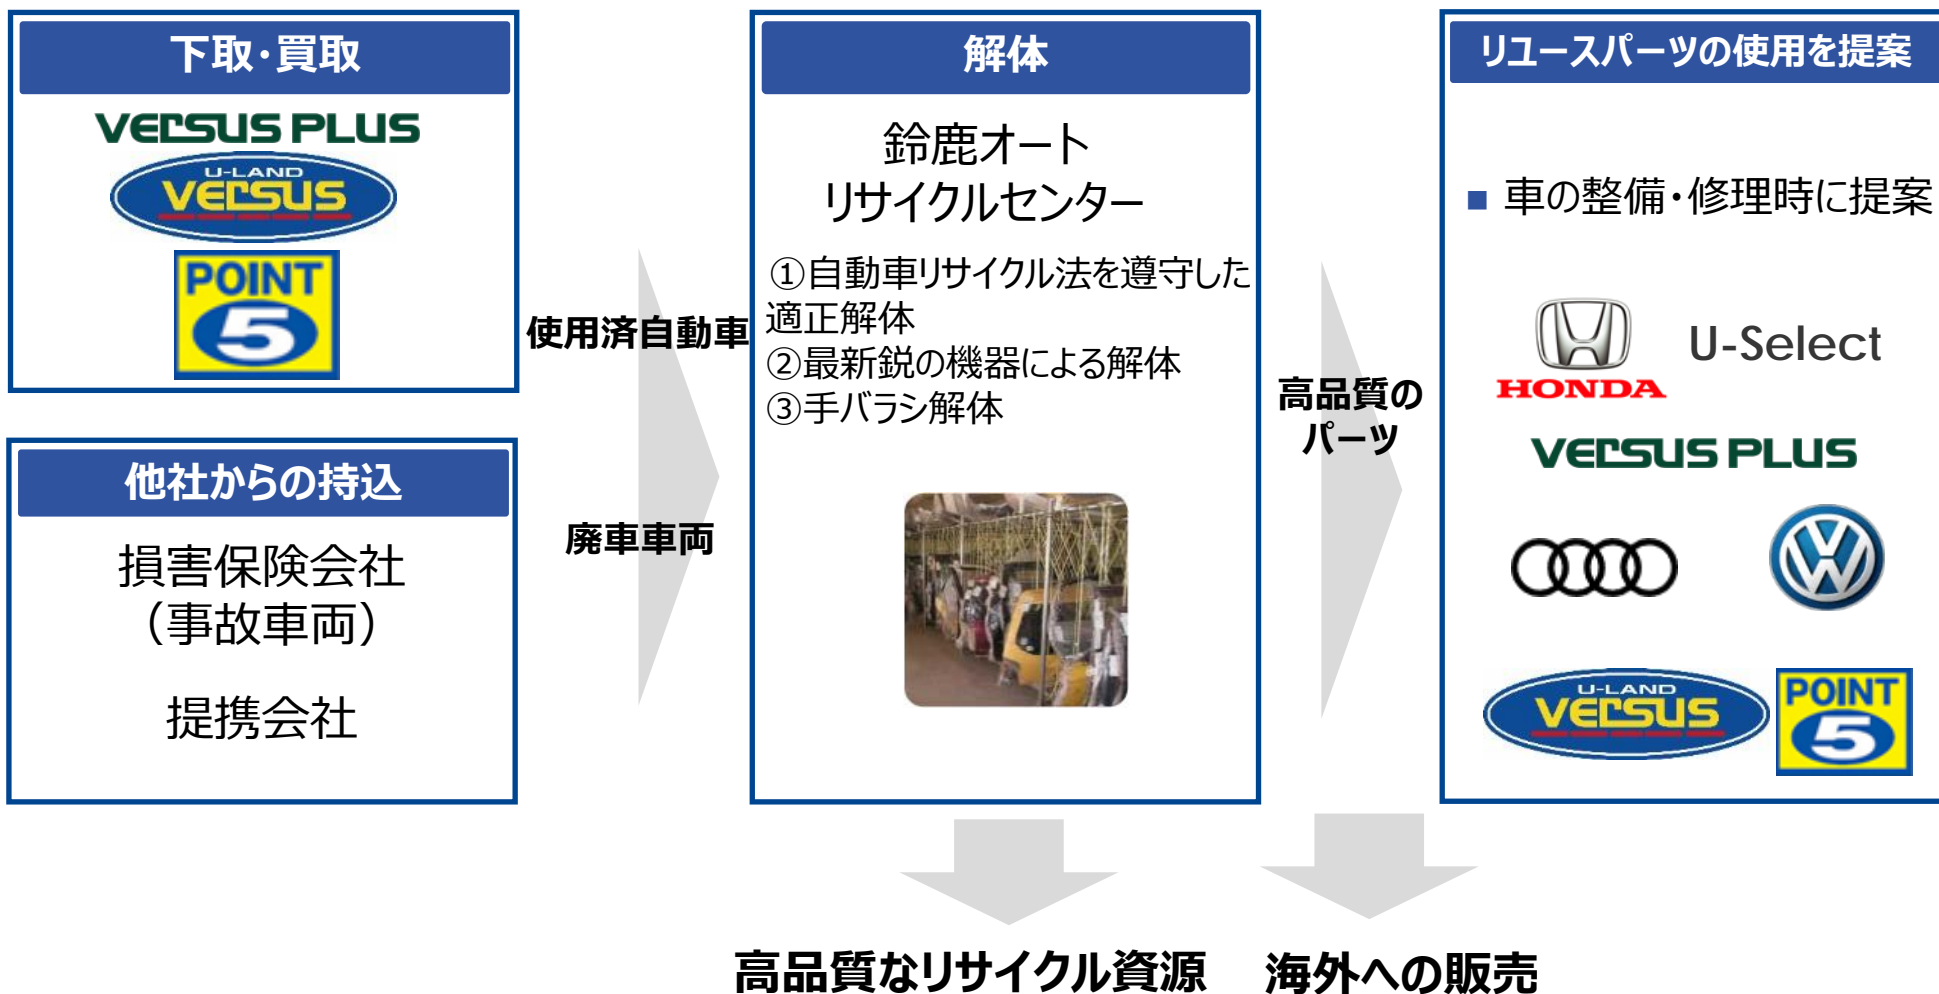 下取・買取
VERSUS PLUS
U-LAND
VERSUS
POINT
5
他社からの持込
損害保険会社
（事故車両）
提携会社
使用済自動車
廃車車両
解体
鈴鹿オート
リサイクルセンター
①自動車リサイクル法を遵守した
適正解体
②最新鋭の機器による解体
③手バラシ解体
高品質の
パーツ
リユースパーツの使用を提案
■ 車の整備・修理時に提案
HONDA
U-Select
VERSUS PLUS
U-LAND
VERSUS
POINT
5
高品質なリサイクル資源
海外への販売